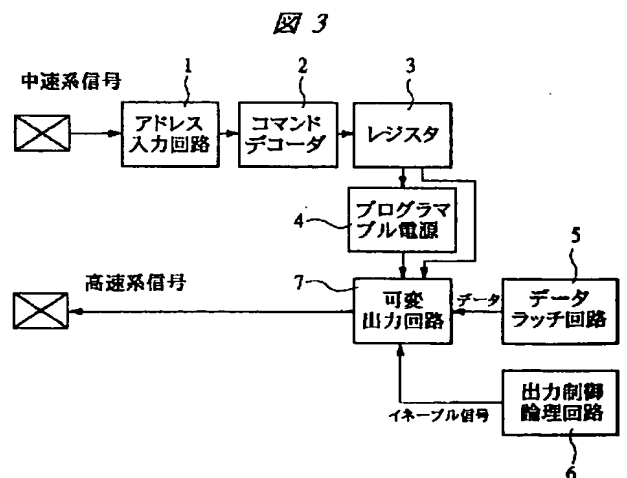 図 3
中速系信号
1
アドレス
入力回路
2
コマンド
デコーダ
3
レジスタ
4
プログラマ
ブル電源
高速系信号
7
可変
出力回路
データ
5
データ
ラッチ回路
イネーブル信号
出力制御
論理回路
6